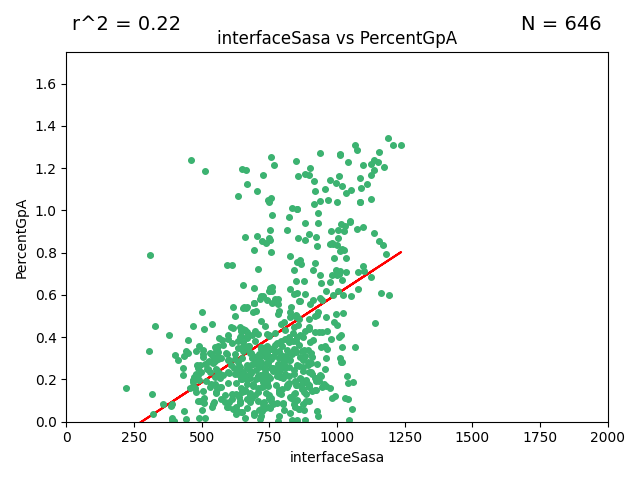 r^2 = 0.22
N = 646
interfaceSasa vs PercentGpA
1.6
1.4
1.2
1.0
0.8
0.6
0.4
0.2
0.0
PercentGpA
0 250 500 750 1000 1250 1500 1750 2000
interfaceSasa